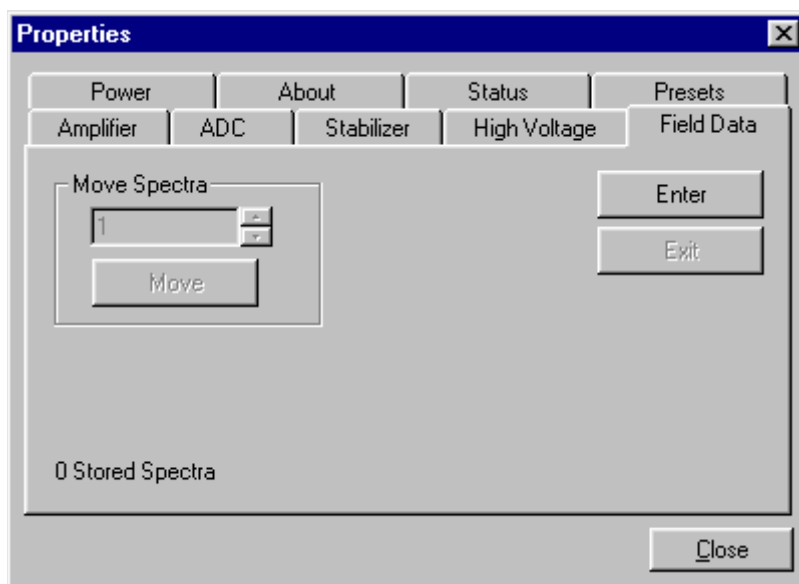 Properties
Power About Status Presets
Amplifier ADC Stabilizer High Voltage Field Data
Move Spectra
1
Move
Enter
Exit
0 Stored Spectra
Close